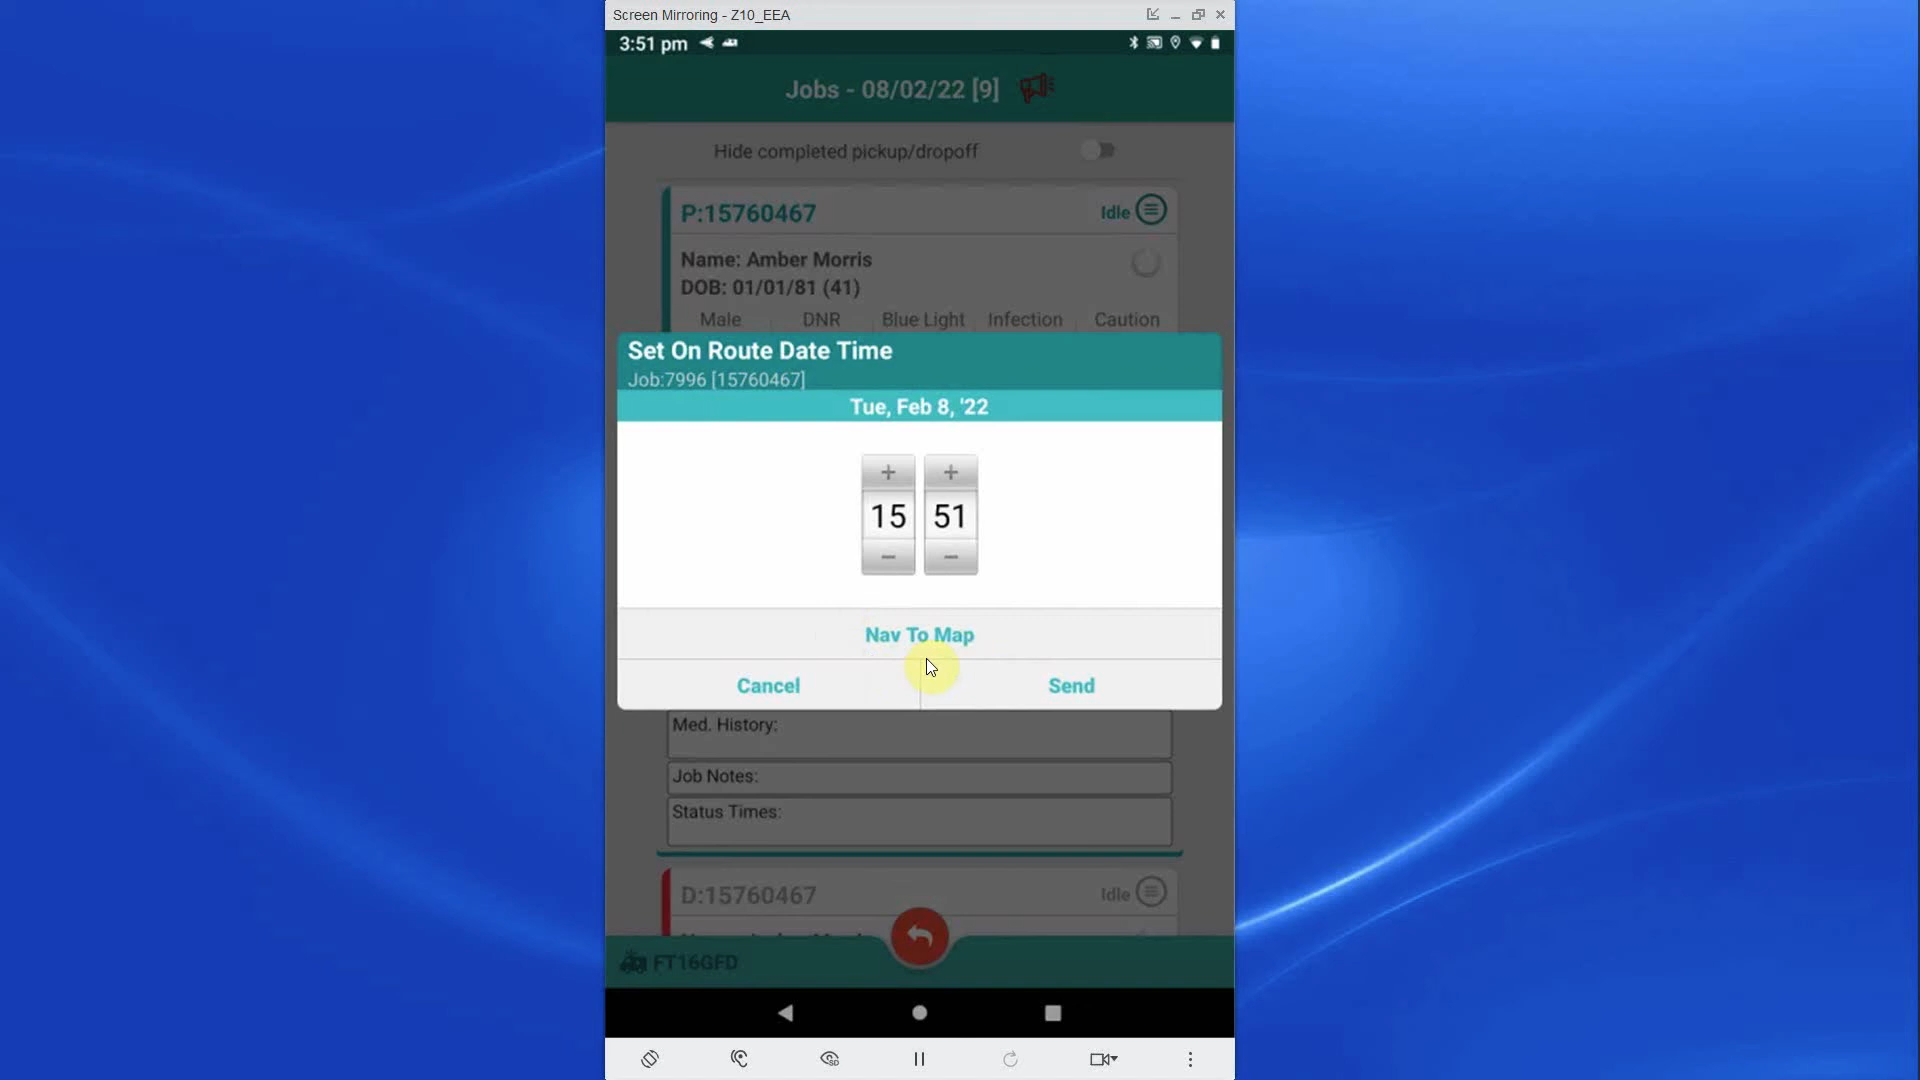 Screen Mirroring - Z10_EEA
3:51 pm
Jobs - 08/02/22 [9]
Hide completed pickup/dropoff
P:15760467
Idle
Name: Amber Morris
DOB: 01/01/81 (41)
Male DNR Blue Light Infection Caution
Set On Route Date Time
Job:7996 [15760467]
Tue, Feb 8, '22
+ +
15 51
− −
Nav To Map
Cancel Send
Med. History:
Job Notes:
Status Times:
D:15760467
Idle
FT16GFD